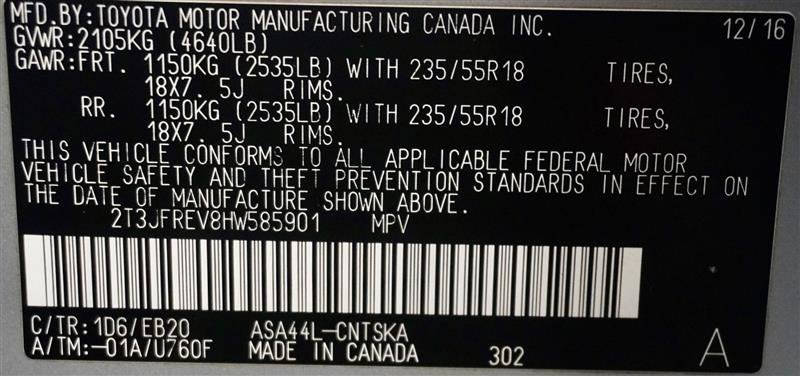 MFD.BY:TOYOTA MOTOR MANUFACTURING CANADA INC. 12/16
GVWR:2105KG (4640LB)
GAWR:FRT. 1150KG (2535LB) WITH 235/55R18 TIRES,
18X7. 5J RIMS.
RR. 1150KG (2535LB) WITH 235/55R18 TIRES,
18X7. 5J RIMS.
THIS VEHICLE CONFORMS TO ALL APPLICABLE FEDERAL MOTOR
VEHICLE SAFETY AND THEFT PREVENTION STANDARDS IN EFFECT ON
THE DATE OF MANUFACTURE SHOWN ABOVE.
2T3JFREV8HW585901 MPV
C/TR:1D6/EB20 ASA44L-CNTSKA
A/TM:-01A/U760F MADE IN CANADA 302 A